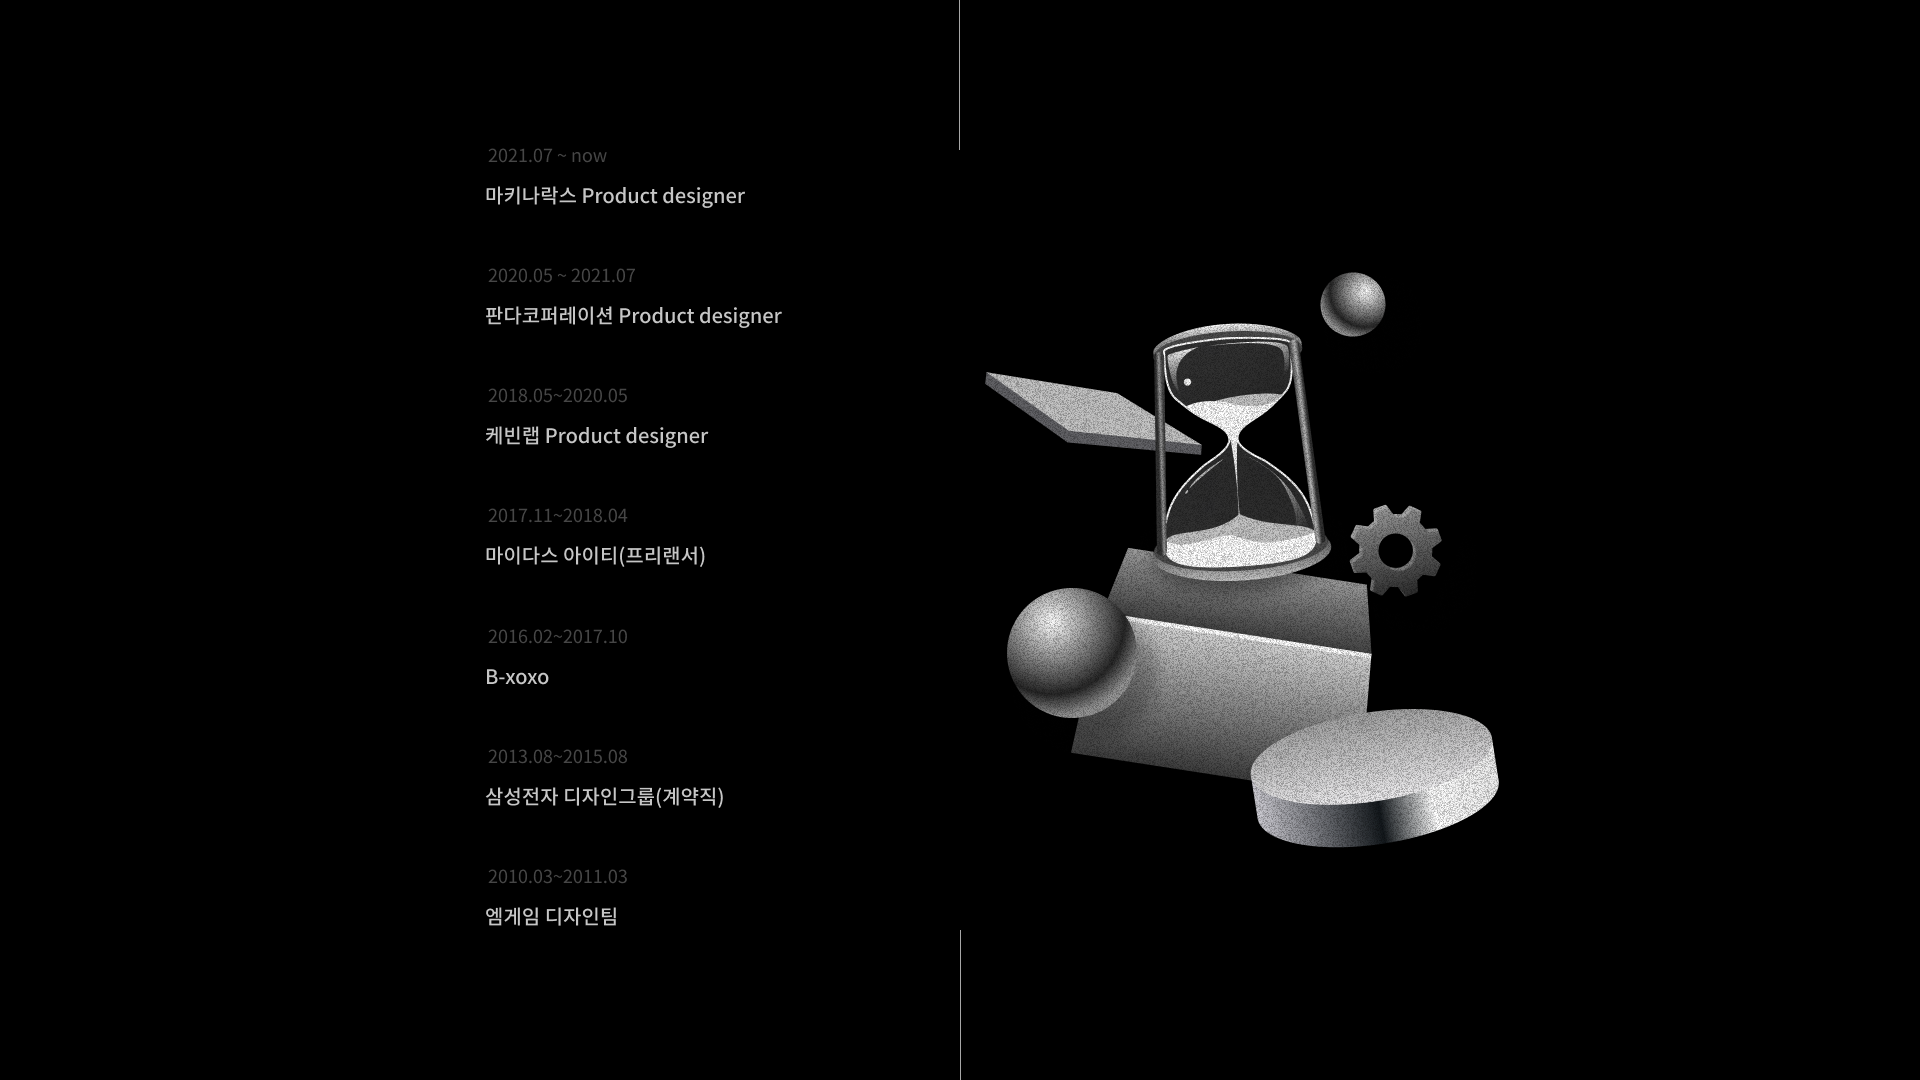 2021.07 ~ now
마키나락스 Product designer
2020.05 ~ 2021.07
판다코퍼레이션 Product designer
2018.05~2020.05
케빈랩 Product designer
2017.11~2018.04
마이다스 아이티(프리랜서)
2016.02~2017.10
B-xoxo
2013.08~2015.08
삼성전자 디자인그룹(계약직)
2010.03~2011.03
엠게임 디자인팀